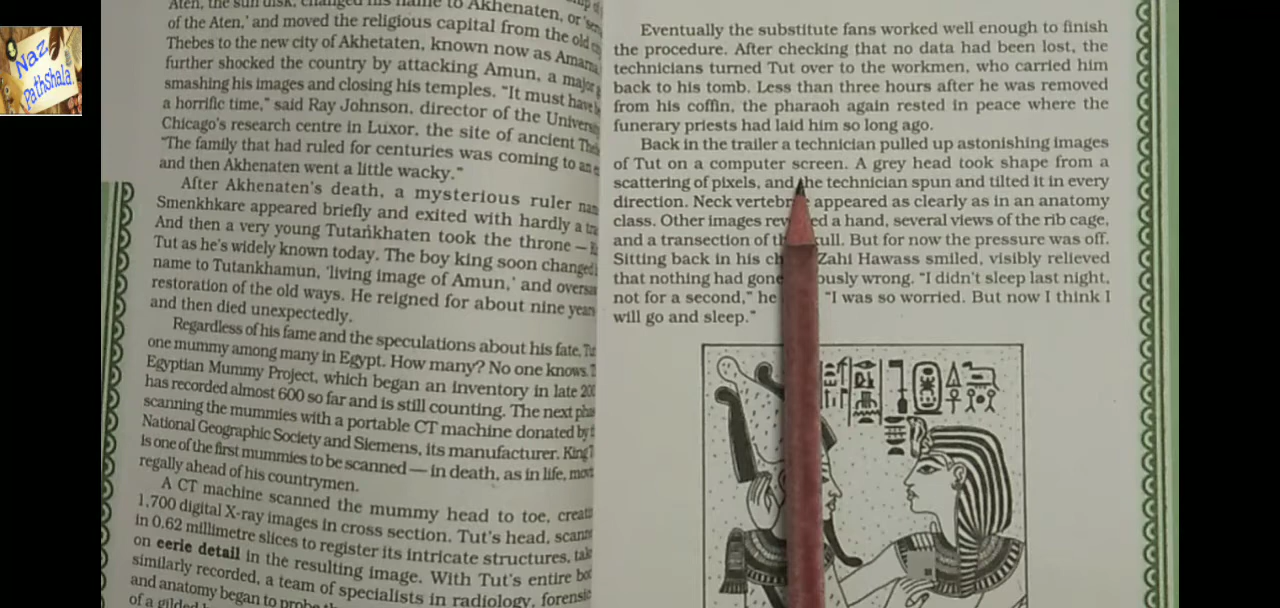 Naz
Pathshala
Aten, the sun disk, changed his name to Akhenaten, or
of the Aten,' and moved the religious capital from the old
Thebes to the new city of Akhetaten, known now as Amarna
further shocked the country by attacking Amun, a major
smashing his images and closing his temples. “It must have
a horrific time,” said Ray Johnson, director of the
Chicago's research centre in Luxor, the site of ancient
“The family that had ruled for centuries was coming to an
and then Akhenaten went a little wacky.”
After Akhenaten's death, a mysterious ruler
Smenkhkare appeared briefly and exited with hardly a
And then a very young Tutankhaten took the throne —
Tut as he's widely known today. The boy king soon changed
name to Tutankhamun, 'living image of Amun,' and
restoration of the old ways. He reigned for about nine years
and then died unexpectedly.
Regardless of his fame and the speculations about his fate,
one mummy among many in Egypt. How many? No one knows.
Egyptian Mummy Project, which began an inventory in late
has recorded almost 600 so far and is still counting. The next
scanning the mummies with a portable CT machine donated by
National Geographic Society and Siemens, its manufacturer. King
is one of the first mummies to be scanned — in death, as in life,
regally ahead of his countrymen.
A CT machine scanned the mummy head to toe,
1,700 digital X-ray images in cross section. Tut's head,
in 0.62 millimetre slices to register its intricate structures,
on eerie detail in the resulting image. With Tut's entire
similarly recorded, a team of specialists in radiology,
and anatomy began to probe
of a gilded
Eventually the substitute fans worked well enough to finish
the procedure. After checking that no data had been lost, the
technicians turned Tut over to the workmen, who carried him
back to his tomb. Less than three hours after he was removed
from his coffin, the pharaoh again rested in peace where the
funerary priests had laid him so long ago.
Back in the trailer a technician pulled up astonishing images
of Tut on a computer screen. A grey head took shape from a
scattering of pixels, and the technician spun and tilted it in every
direction. Neck vertebrae appeared as clearly as in an anatomy
class. Other images revealed a hand, several views of the rib cage,
and a transection of the skull. But for now the pressure was off.
Sitting back in his Zahi Hawass smiled, visibly relieved
that nothing had gone wrong. “I didn't sleep last night,
not for a second,” he “I was so worried. But now I think I
will go and sleep.”